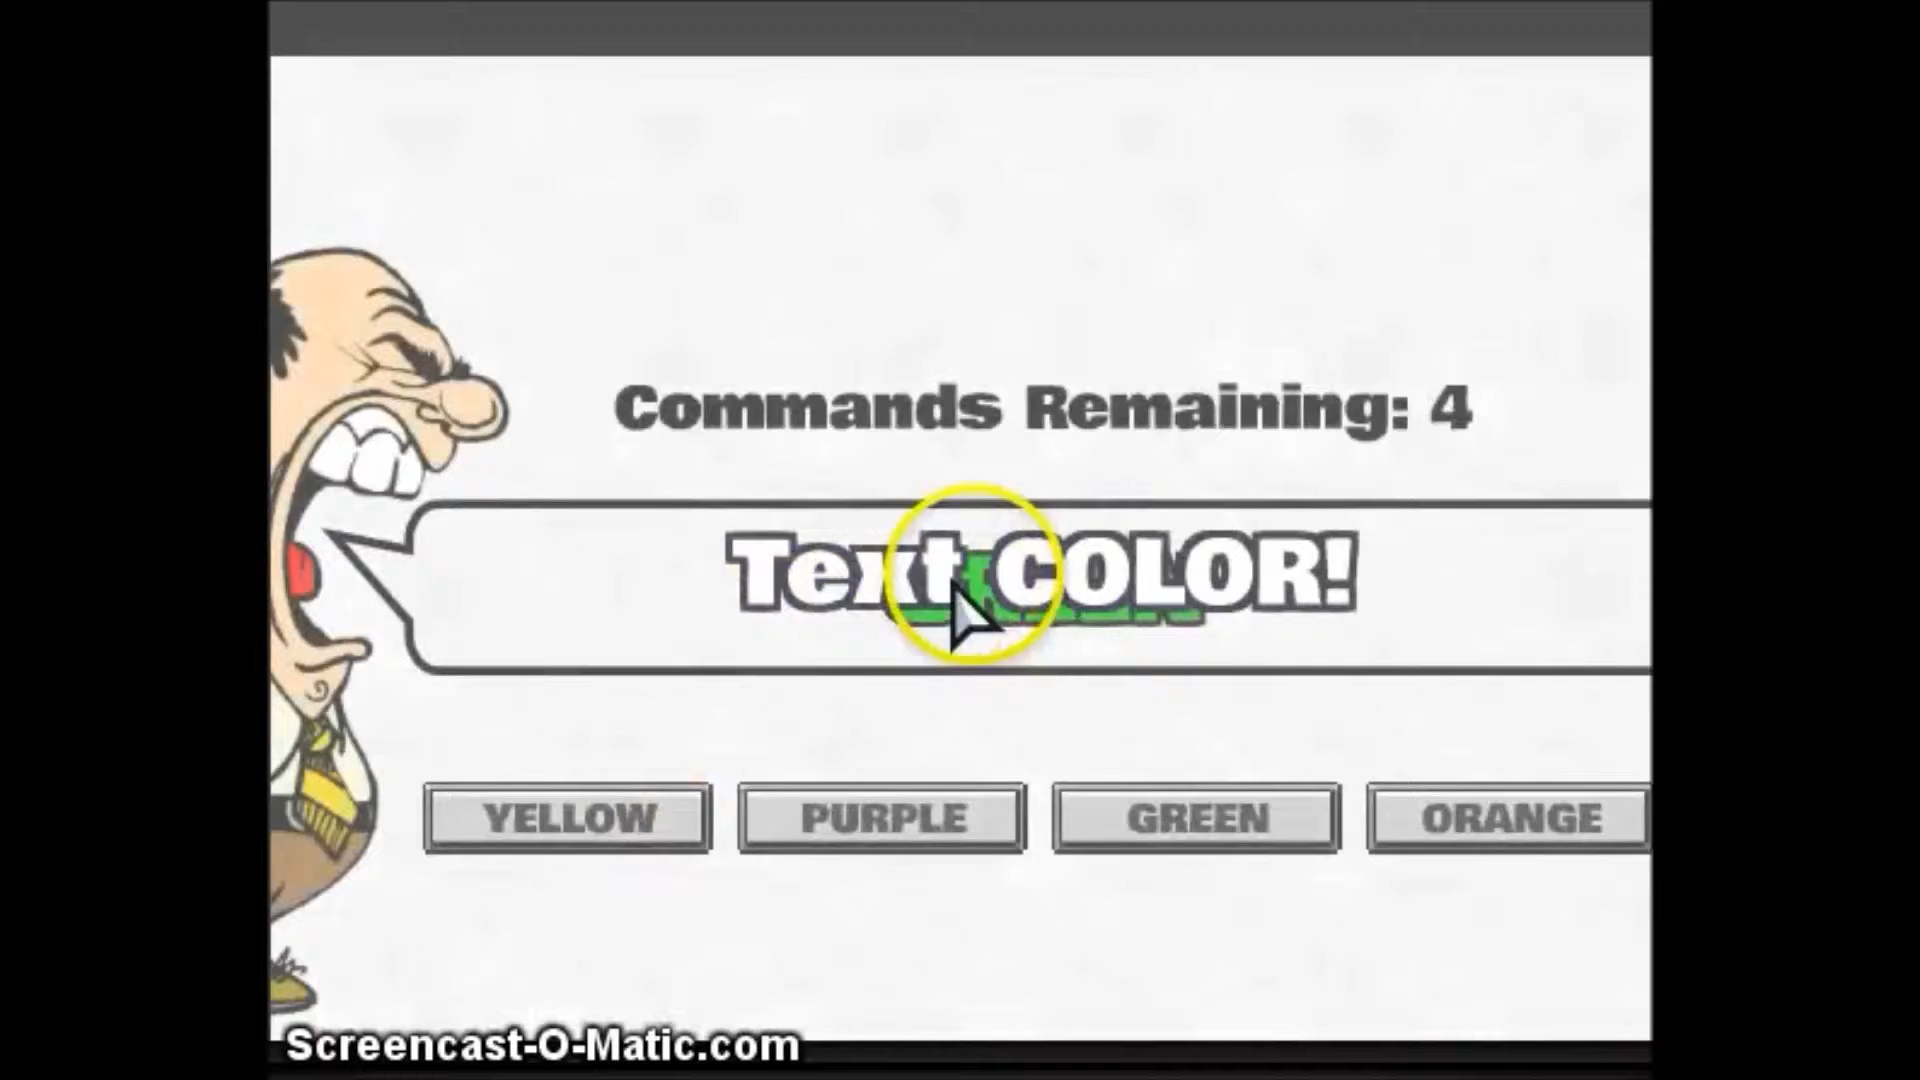 Commands Remaining: 4
Text COLOR!
YELLOW PURPLE GREEN ORANGE
Screencast-O-Matic.com